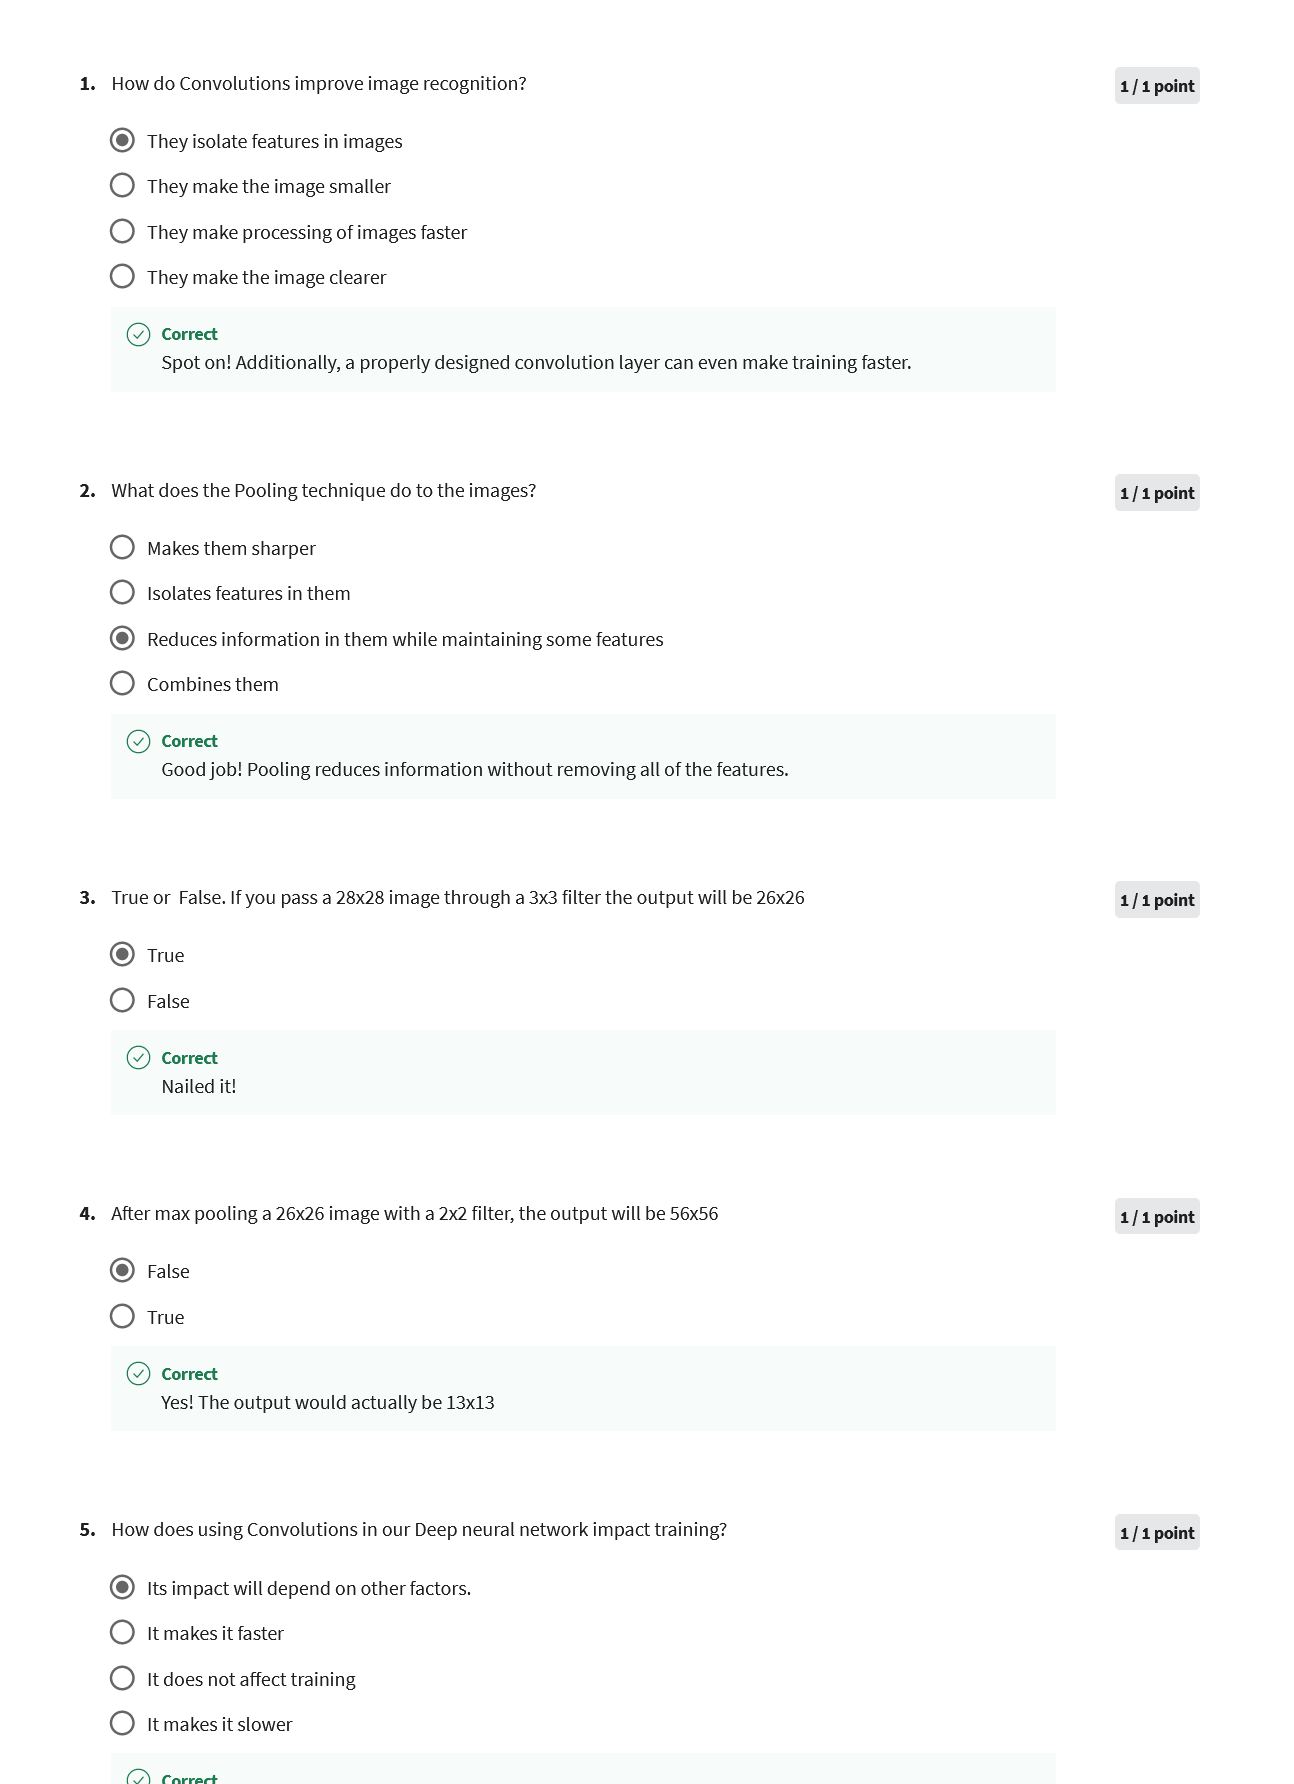 1. How do Convolutions improve image recognition?
1 / 1 point
They isolate features in images
They make the image smaller
They make processing of images faster
They make the image clearer
Correct
Spot on! Additionally, a properly designed convolution layer can even make training faster.
2. What does the Pooling technique do to the images?
1 / 1 point
Makes them sharper
Isolates features in them
Reduces information in them while maintaining some features
Combines them
Correct
Good job! Pooling reduces information without removing all of the features.
3. True or  False. If you pass a 28x28 image through a 3x3 filter the output will be 26x26
1 / 1 point
True
False
Correct
Nailed it!
4. After max pooling a 26x26 image with a 2x2 filter, the output will be 56x56
1 / 1 point
False
True
Correct
Yes! The output would actually be 13x13
5. How does using Convolutions in our Deep neural network impact training?
1 / 1 point
Its impact will depend on other factors.
It makes it faster
It does not affect training
It makes it slower
Correct